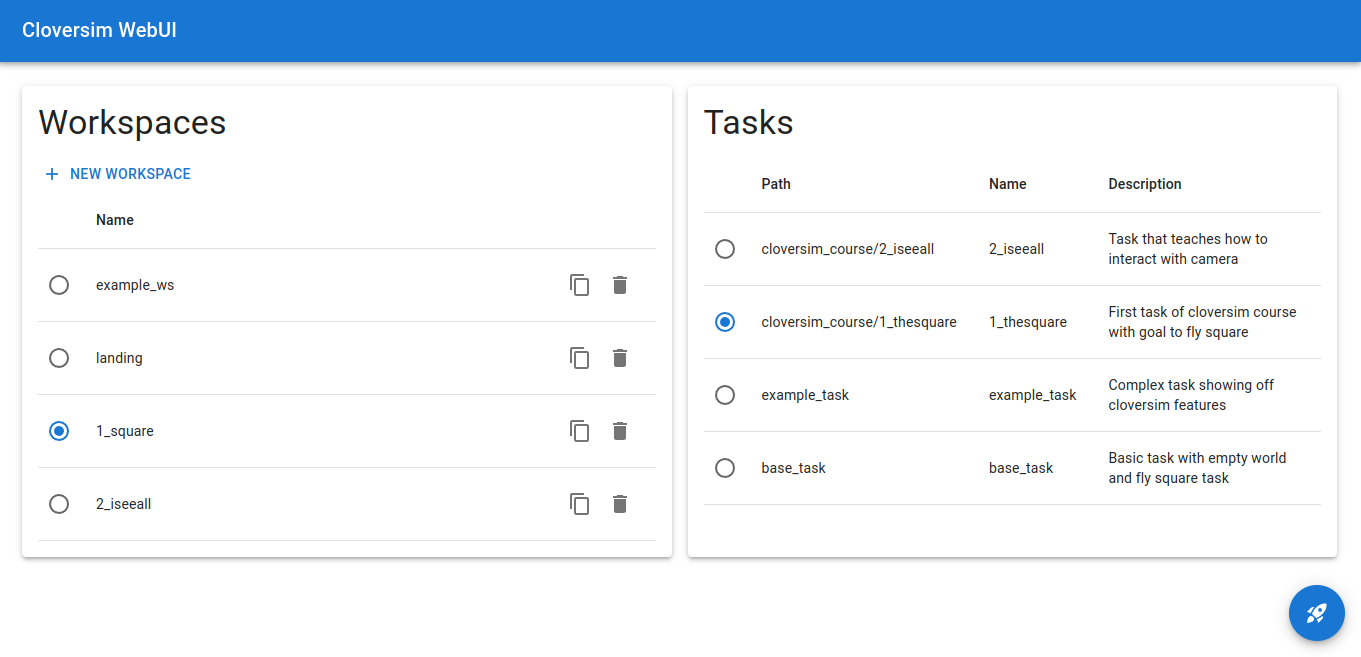 Cloversim WebUI
Workspaces
NEW WORKSPACE
Name
example_ws
landing
1_square
2_iseeall
Tasks
Path Name Description
cloversim_course/2_iseeall 2_iseeall Task that teaches how to
interact with camera
cloversim_course/1_thesquare 1_thesquare First task of cloversim course
with goal to fly square
example_task example_task Complex task showing off
cloversim features
base_task base_task Basic task with empty world
and fly square task